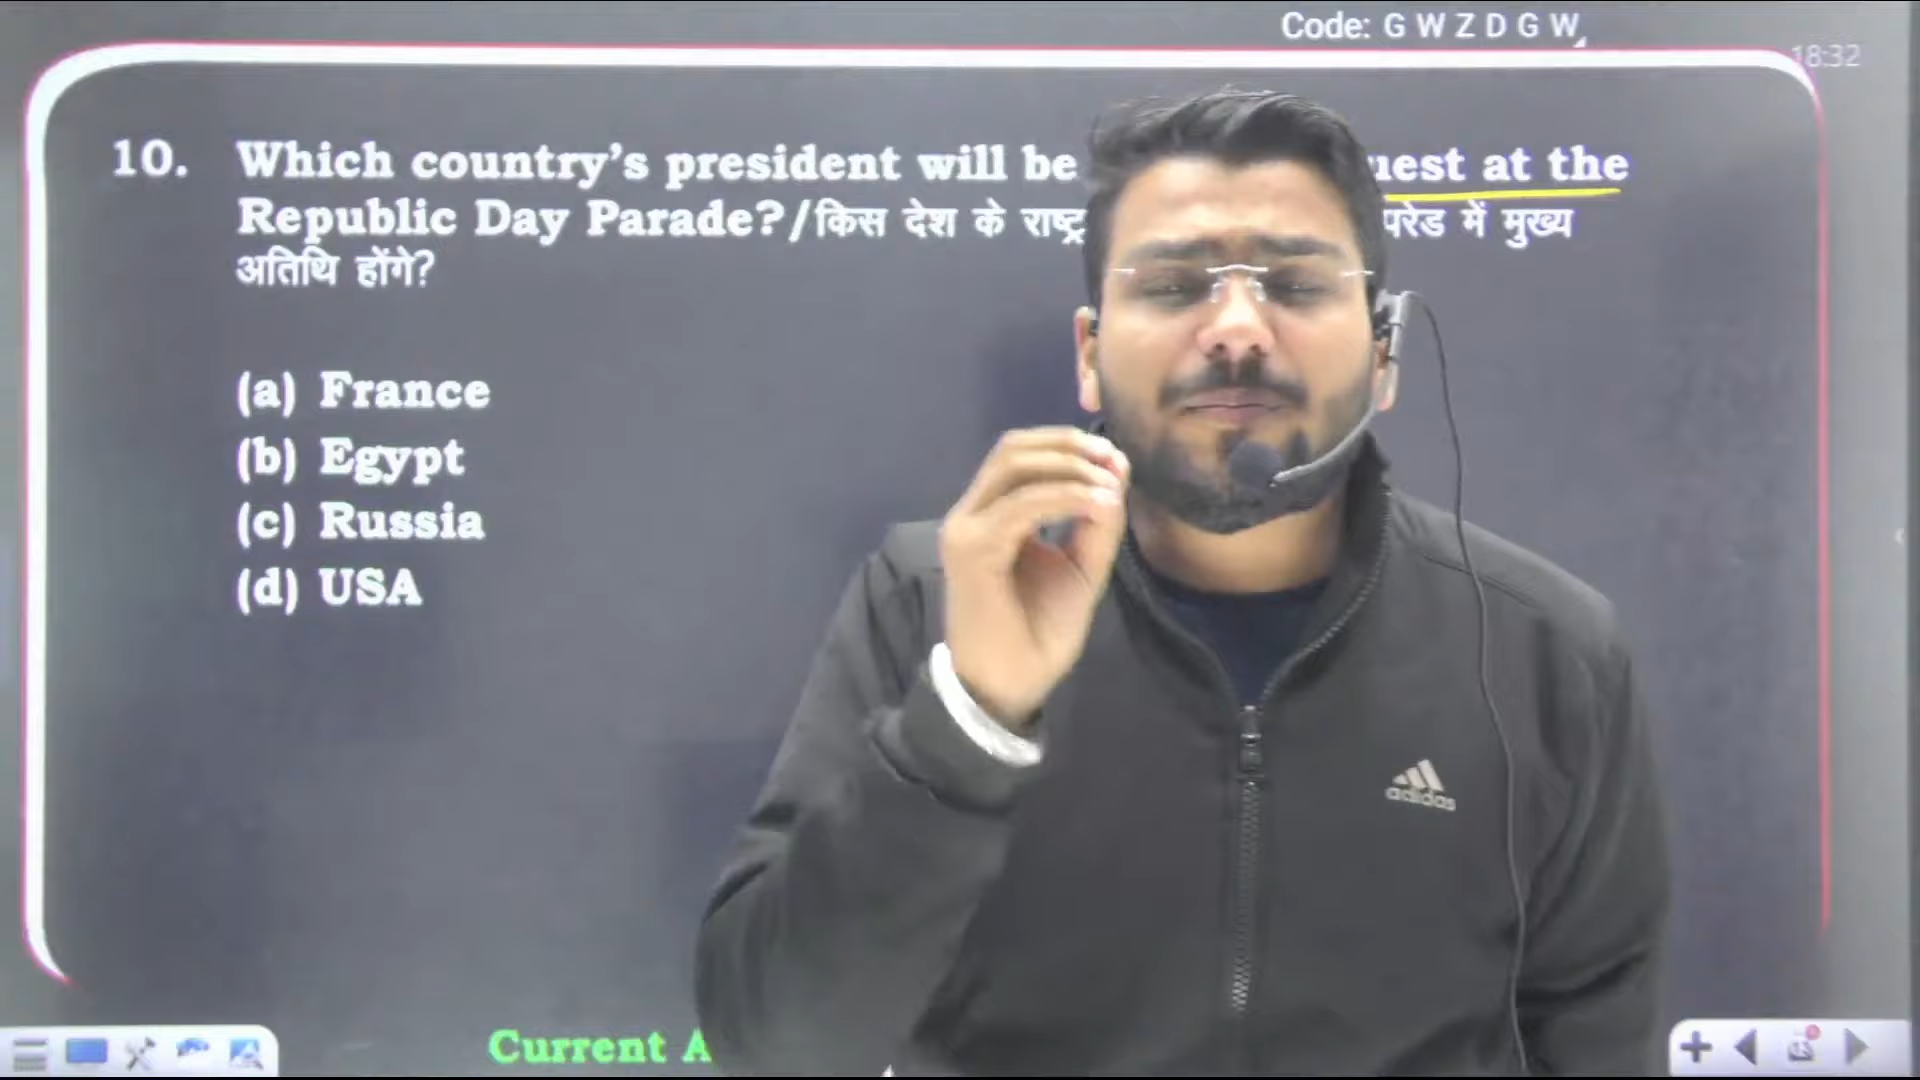 Code: G W Z D G W
18:32
10. Which country's president will be uest at the
Republic Day Parade?/किस देश के राष्ट्र परेड में मुख्य
अतिथि होंगे?
(a) France
(b) Egypt
(c) Russia
(d) USA
adidas
Current A